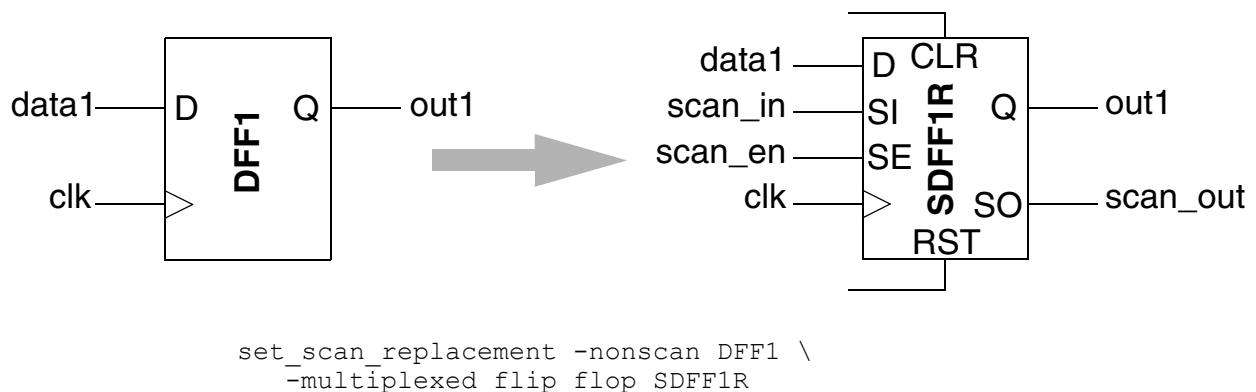 data1
D
Q
out1
DFF1
clk
data1
D
CLR
scan_in
SI
Q
out1
scan_en
SE
SDFF1R
clk
SO
scan_out
RST
set_scan_replacement -nonscan DFF1 \
-multiplexed_flip_flop SDFF1R